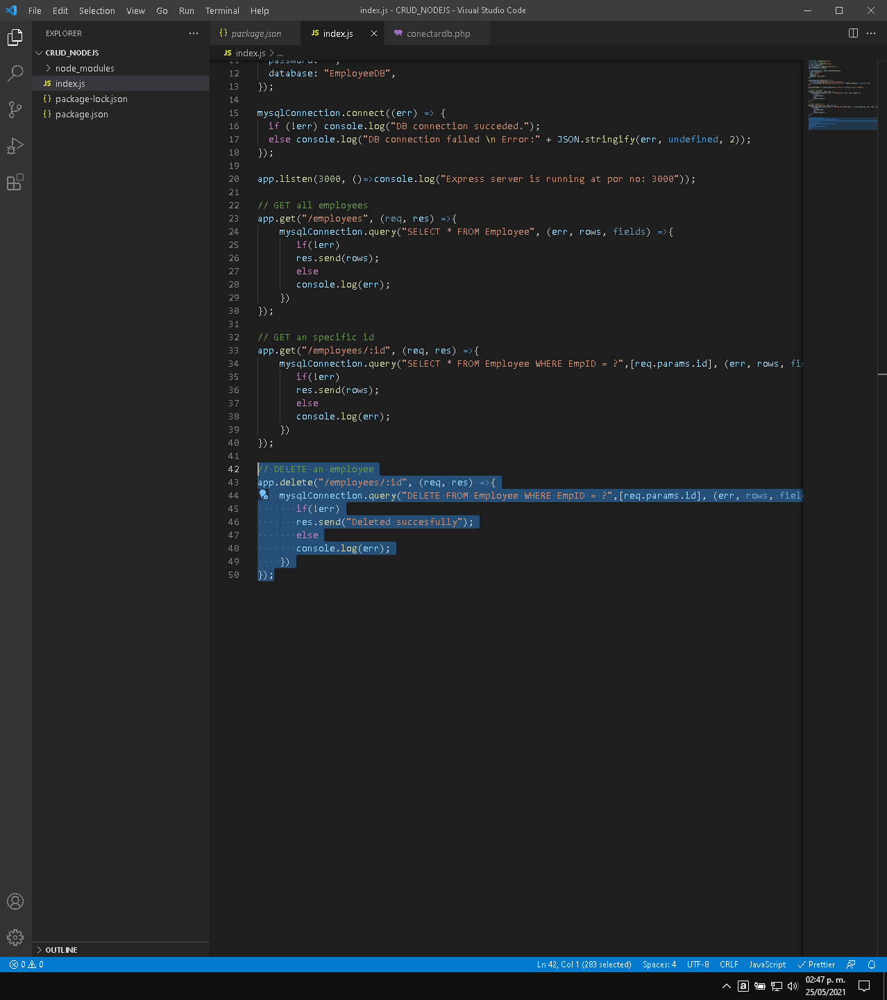 File Edit Selection View Go Run Terminal Help index.js - CRUD_NODEJS - Visual Studio Code
EXPLORER
CRUD_NODEJS
node_modules
JS index.js
{} package-lock.json
{} package.json
OUTLINE
{} package.json JS index.js conectardb.php
JS index.js > ...
11 password: "",
12 database: "EmployeeDB",
13 });
14
15 mysqlConnection.connect((err) => {
16 if (!err) console.log("DB connection succeded.");
17 else console.log("DB connection failed \n Error:" + JSON.stringify(err, undefined, 2));
18 });
19
20 app.listen(3000, ()=>console.log("Express server is running at por no: 3000"));
21
22 // GET all employees
23 app.get("/employees", (req, res) =>{
24 mysqlConnection.query("SELECT * FROM Employee", (err, rows, fields) =>{
25 if(!err)
26 res.send(rows);
27 else
28 console.log(err);
29 })
30 });
31
32 // GET an specific id
33 app.get("/employees/:id", (req, res) =>{
34 mysqlConnection.query("SELECT * FROM Employee WHERE EmpID = ?",[req.params.id], (err, rows, fi
35 if(!err)
36 res.send(rows);
37 else
38 console.log(err);
39 })
40 });
41
42 // DELETE an employee
43 app.delete("/employees/:id", (req, res) =>{
44 mysqlConnection.query("DELETE FROM Employee WHERE EmpID = ?",[req.params.id], (err, rows, fiel
45 if(!err)
46 res.send("Deleted succesfully");
47 else
48 console.log(err);
49 })
50 });
0 0 Ln 42, Col 1 (283 selected) Spaces: 4 UTF-8 CRLF JavaScript Prettier
a 02:47 p. m.
25/05/2021